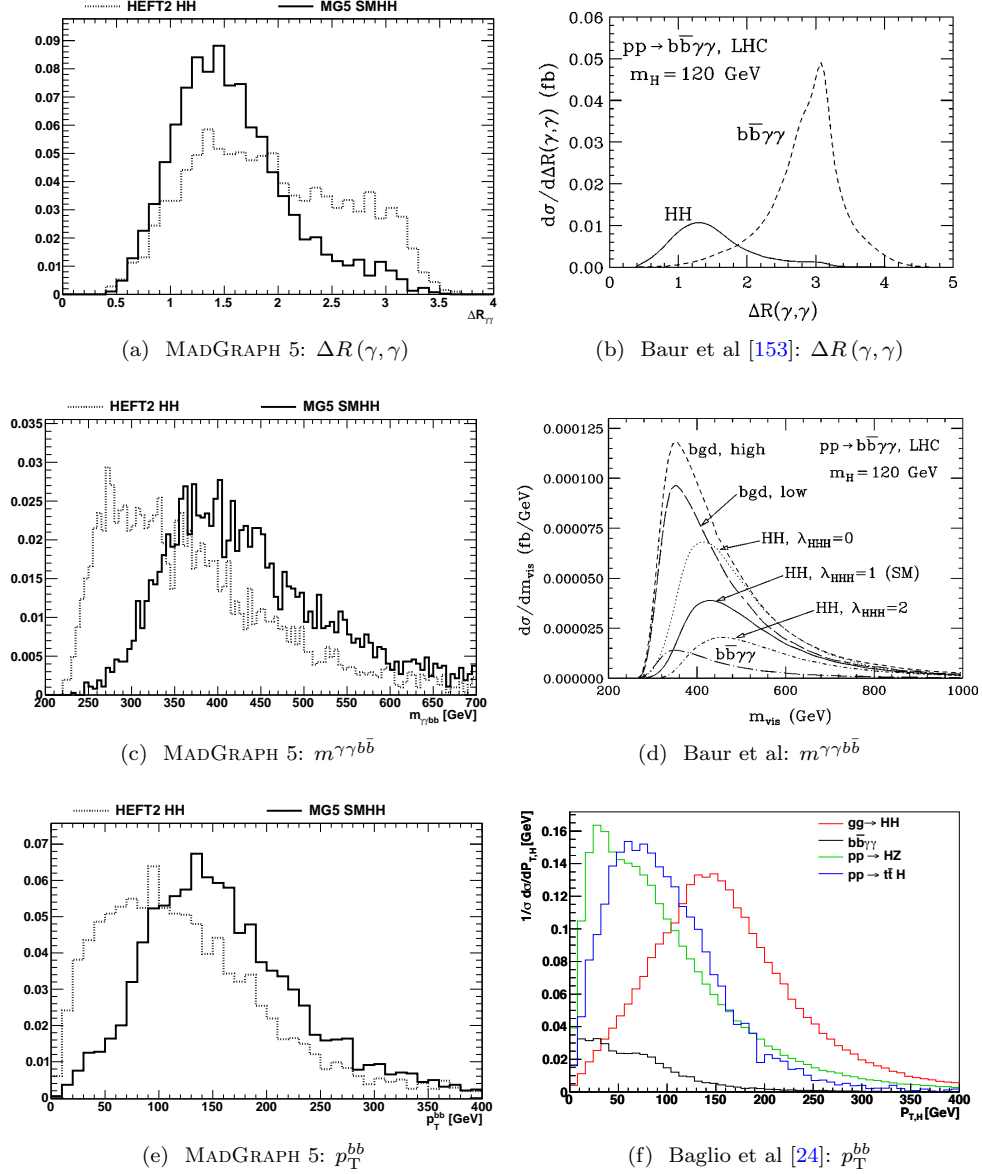 HEFT2 HH MG5 SMHH
0.09
0.08
0.07
0.06
0.05
0.04
0.03
0.02
0.01
0
0 0.5 1 1.5 2 2.5 3 3.5 4
ΔR_γγ
(a) MADGRAPH 5: ΔR (γ, γ)
pp→bb̅γγ, LHC
m_H=120 GeV
bb̅γγ
HH
dσ/dΔR(γ,γ) (fb)
0.06
0.05
0.04
0.03
0.02
0.01
0.00
0 1 2 3 4 5
ΔR(γ,γ)
(b) Baur et al [153]: ΔR (γ, γ)
HEFT2 HH MG5 SMHH
0.035
0.03
0.025
0.02
0.015
0.01
0.005
0
200 250 300 350 400 450 500 550 600 650 700
m_γγbb [GeV]
(c) MADGRAPH 5: m^γγbb̄
bgd, high
pp→bb̅γγ, LHC
m_H=120 GeV
bgd, low
HH, λ_HHH=0
HH, λ_HHH=1 (SM)
HH, λ_HHH=2
bb̅γγ
dσ/dm_vis (fb/GeV)
0.000125
0.000100
0.000075
0.000050
0.000025
0.000000
200 400 600 800 1000
m_vis (GeV)
(d) Baur et al: m^γγbb̄
HEFT2 HH MG5 SMHH
0.07
0.06
0.05
0.04
0.03
0.02
0.01
0
0 50 100 150 200 250 300 350 400
p_T^bb [GeV]
(e) MADGRAPH 5: p_T^bb
gg→ HH
bb̅γγ
pp→ HZ
pp→ tt̅ H
1/σ dσ/dP_T,H [GeV]
0.16
0.14
0.12
0.1
0.08
0.06
0.04
0.02
0
0 50 100 150 200 250 300 350 400
P_T,H [GeV]
(f) Baglio et al [24]: p_T^bb